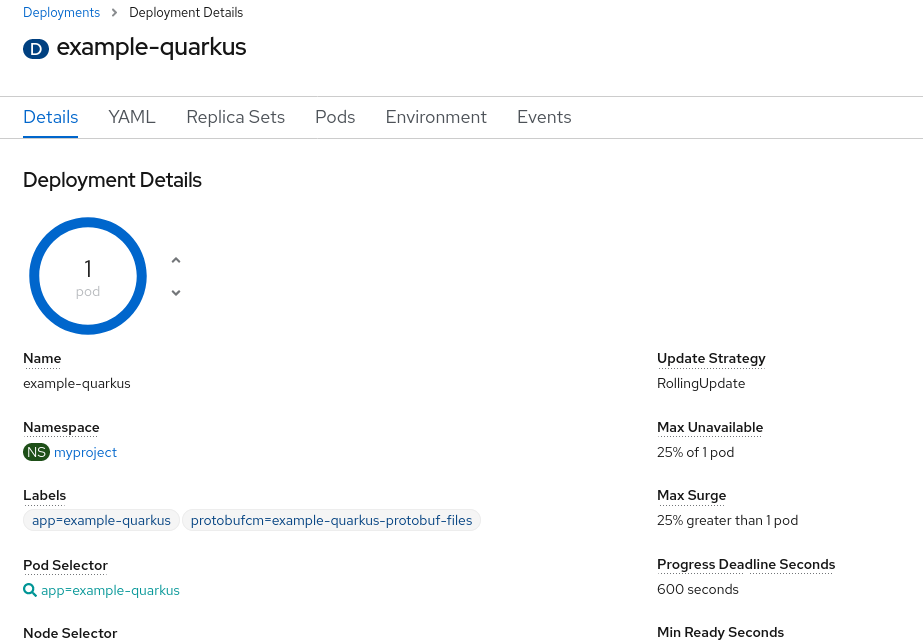 Deployments > Deployment Details
D example-quarkus
Details YAML Replica Sets Pods Environment Events
Deployment Details
1
pod
Name
example-quarkus
Namespace
NS myproject
Labels
app=example-quarkus protobufcm=example-quarkus-protobuf-files
Pod Selector
app=example-quarkus
Node Selector
Update Strategy
RollingUpdate
Max Unavailable
25% of 1 pod
Max Surge
25% greater than 1 pod
Progress Deadline Seconds
600 seconds
Min Ready Seconds